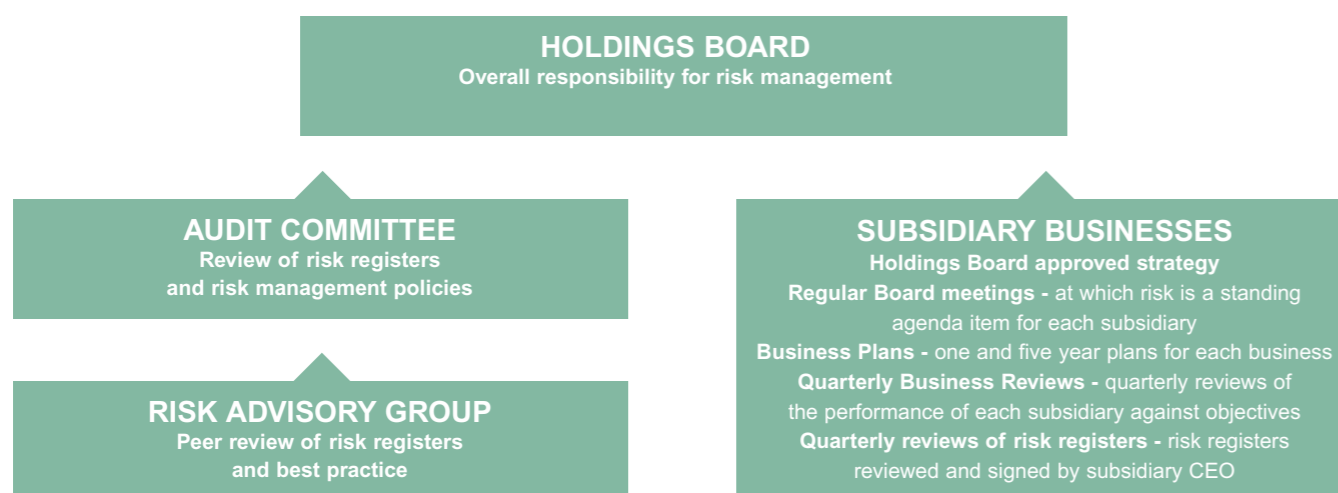 HOLDINGS BOARD
Overall responsibility for risk management
AUDIT COMMITTEE
Review of risk registers
and risk management policies
RISK ADVISORY GROUP
Peer review of risk registers
and best practice
SUBSIDIARY BUSINESSES
Holdings Board approved strategy
Regular Board meetings - at which risk is a standing
agenda item for each subsidiary
Business Plans - one and five year plans for each business
Quarterly Business Reviews - quarterly reviews of
the performance of each subsidiary against objectives
Quarterly reviews of risk registers - risk registers
reviewed and signed by subsidiary CEO